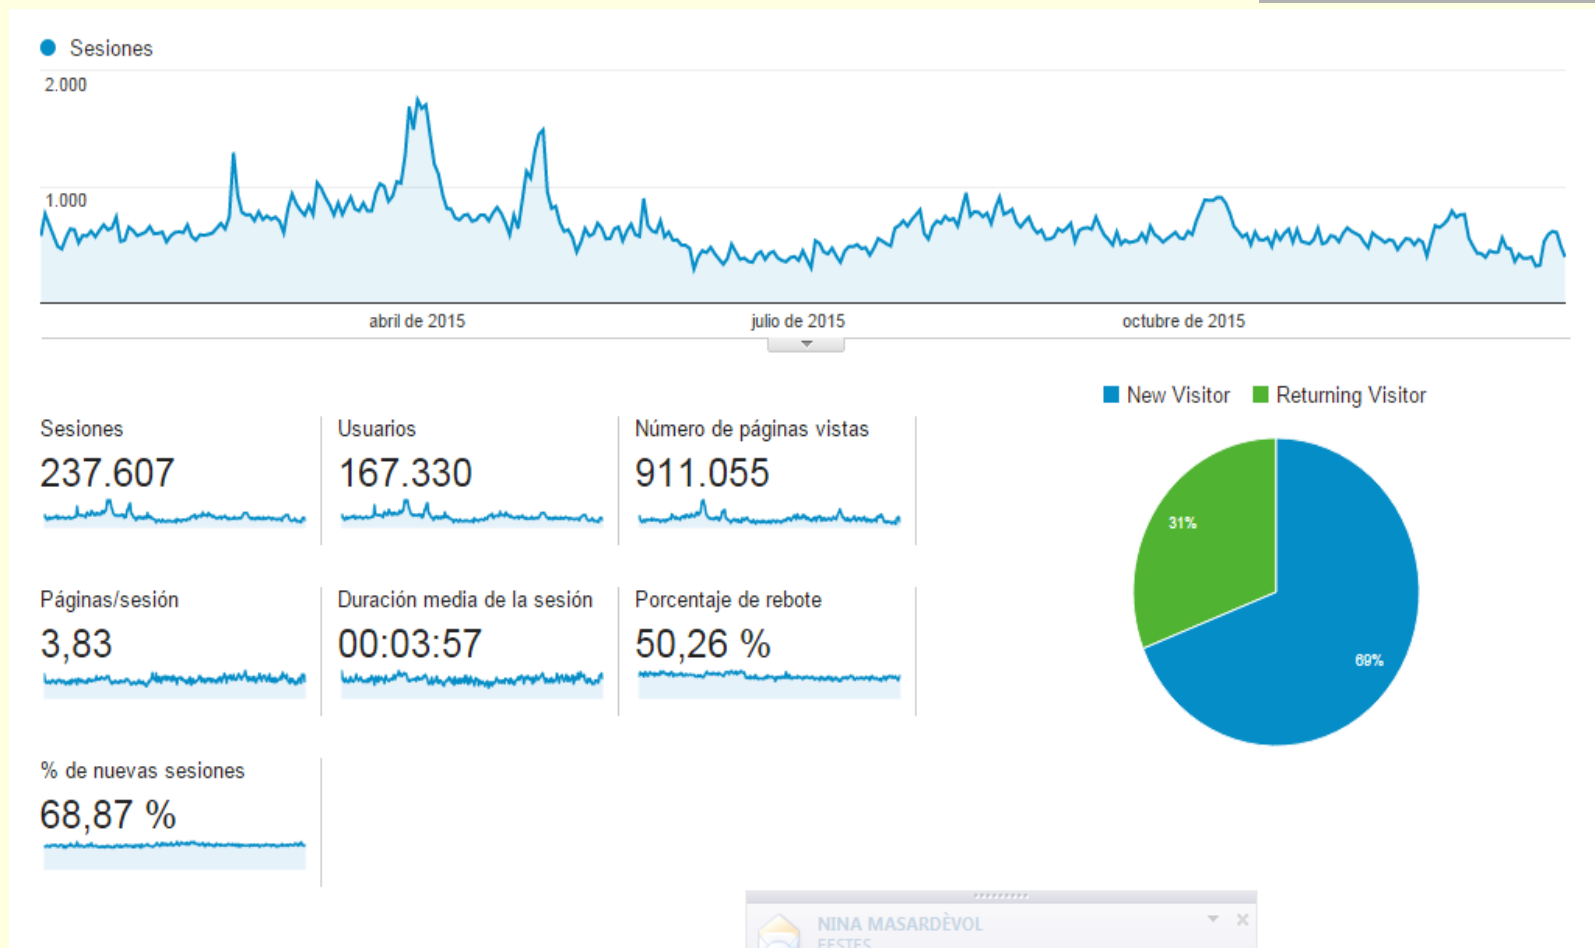 Sesiones
2.000
1.000
abril de 2015
julio de 2015
octubre de 2015
New Visitor
Returning Visitor
Sesiones
237.607
Usuarios
167.330
Número de páginas vistas
911.055
31%
69%
Páginas/sesión
3,83
Duración media de la sesión
00:03:57
Porcentaje de rebote
50,26 %
% de nuevas sesiones
68,87 %
NINA MASARDÈVOL
FESTES